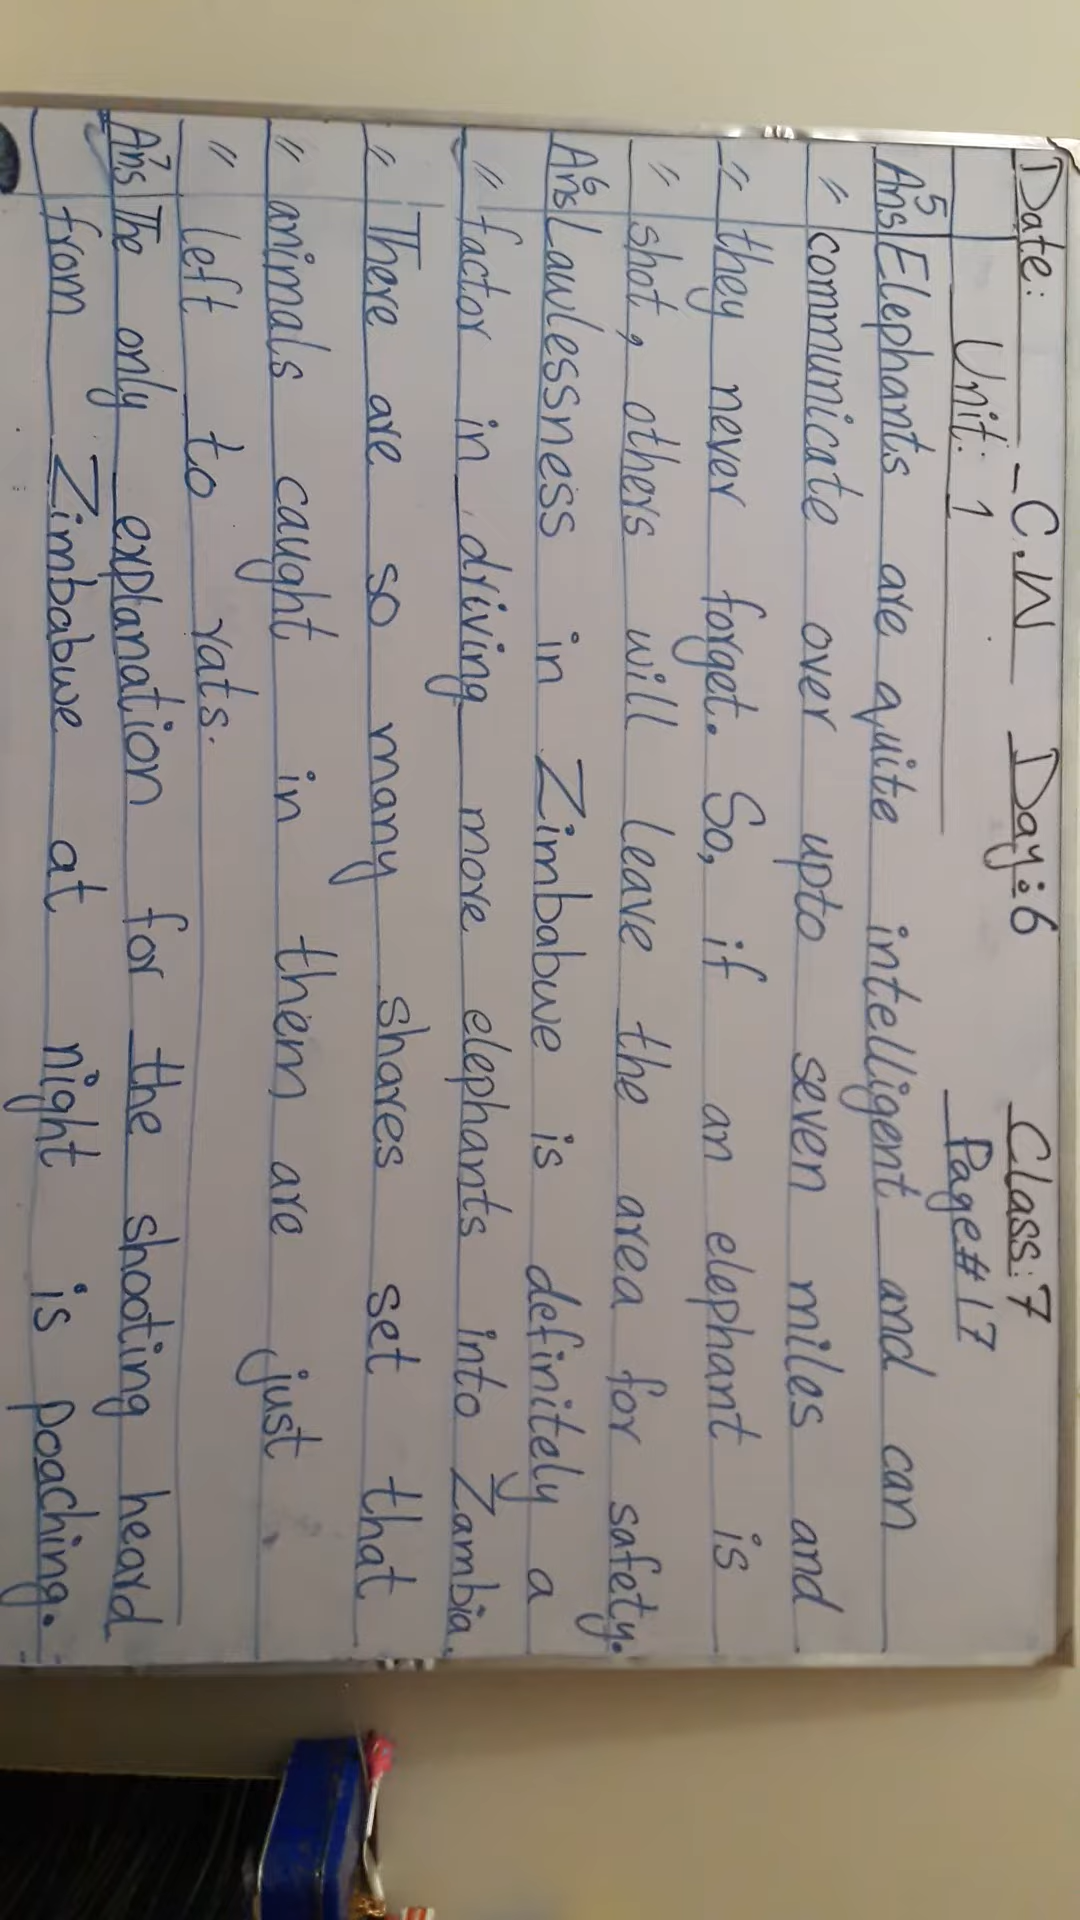 Date: C.W Day:6 Class:7
Unit: 1 Page#17
Ans5 Elephants are quite intelligent and can
" communicate over upto seven miles and
" they never forget. So, if an elephant is
" shot, others will leave the area for safety.
Ans6 Lawlessness in Zimbabwe is definitely a
" factor in driving more elephants into Zambia.
" There are so many shares set that
" animals caught in them are just
" left to rats.
Ans7 The only explanation for the shooting heard
from Zimbabwe at night is poaching.